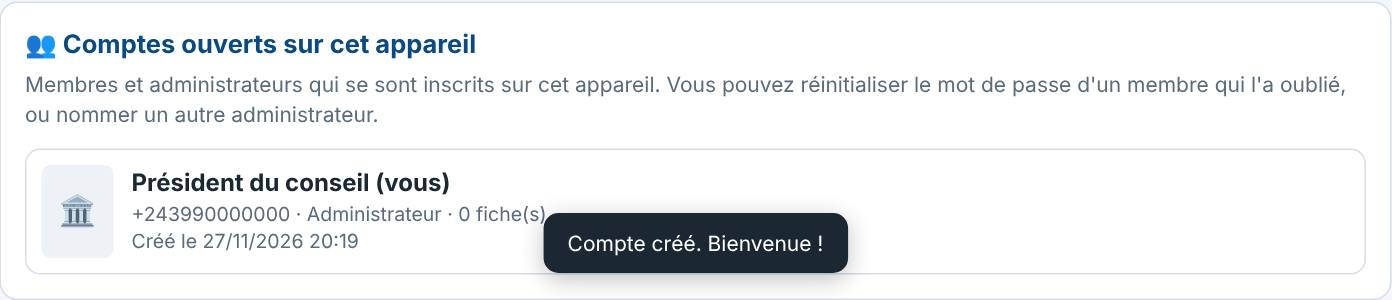 👥 Comptes ouverts sur cet appareil
Membres et administrateurs qui se sont inscrits sur cet appareil. Vous pouvez réinitialiser le mot de passe d'un membre qui l'a oublié,
ou nommer un autre administrateur.
Président du conseil (vous)
+243990000000 · Administrateur · 0 fiche(s)
Créé le 27/11/2026 20:19
Compte créé. Bienvenue !